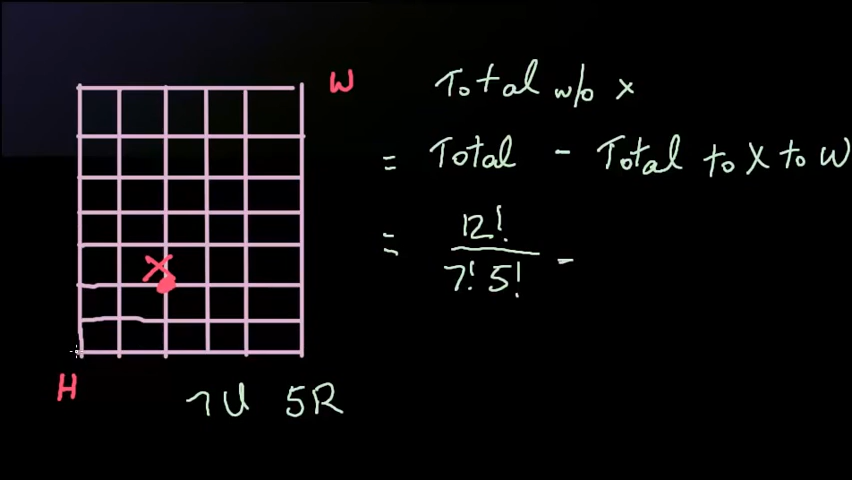 W
Total w/o x
= Total - Total to X to W
= 12! / 7! 5! -
X
H
7U 5R